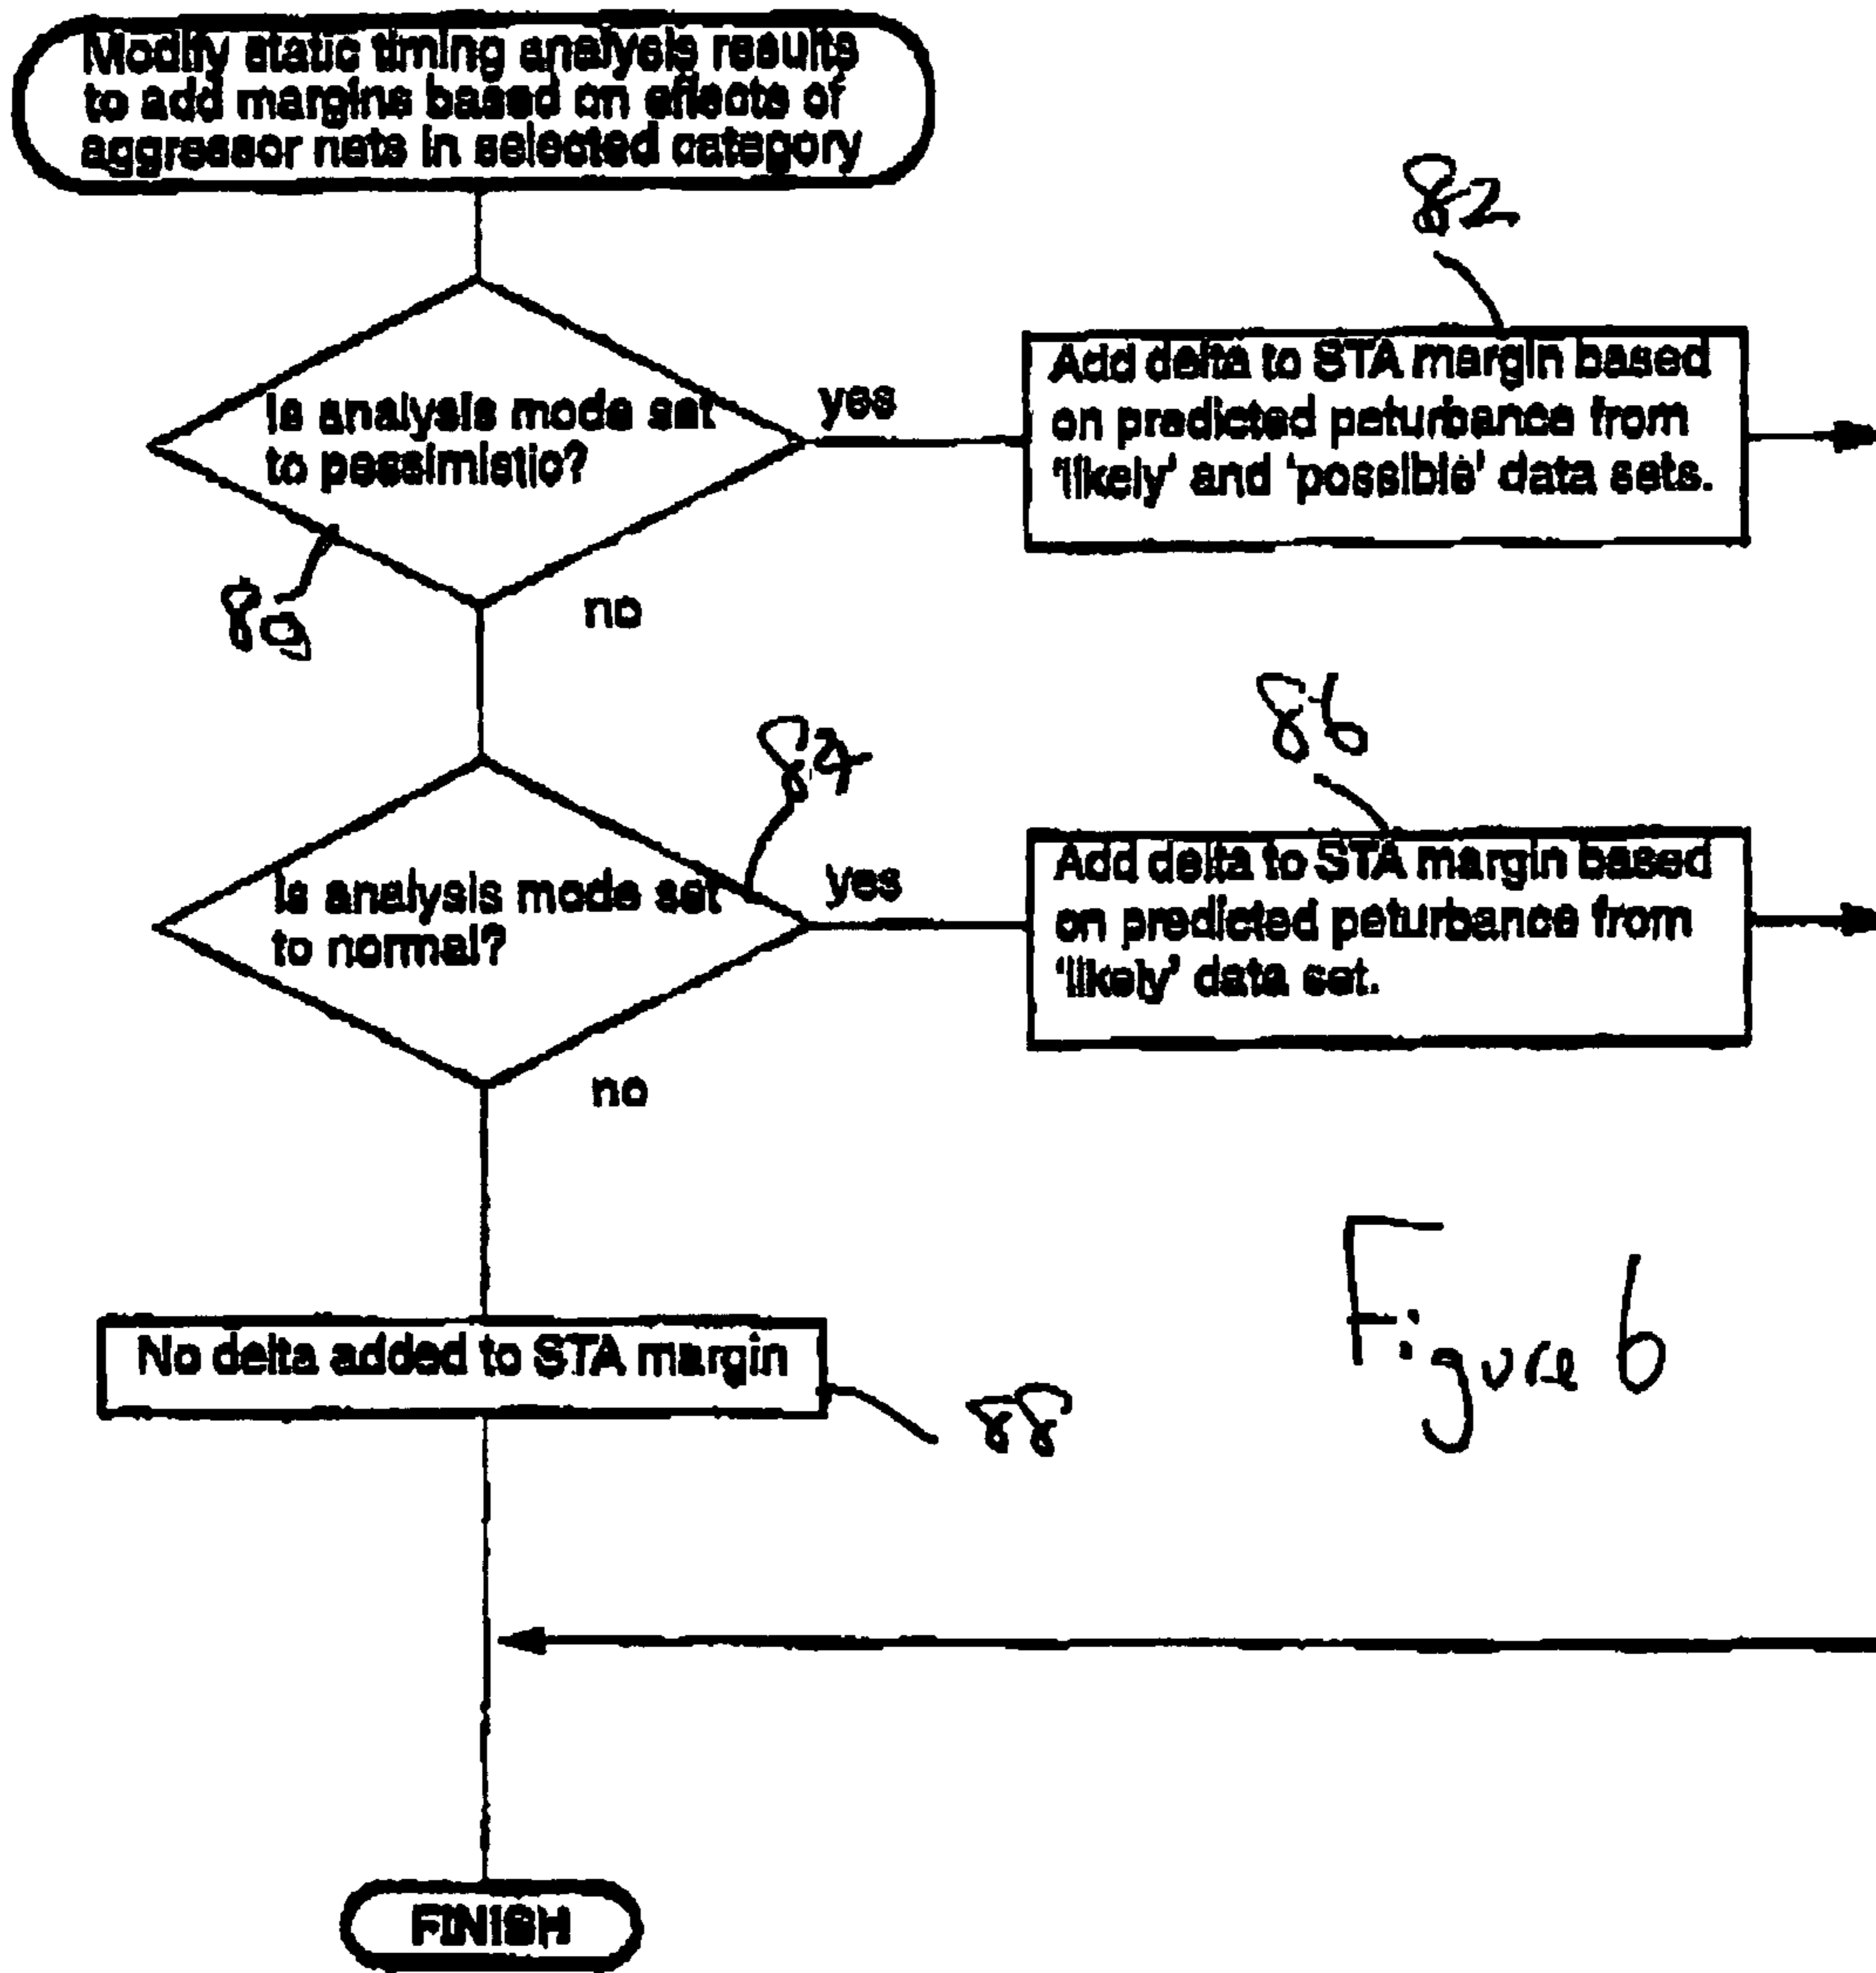 Modify static timing analysis results
to add margins based on effects of
aggressor nets in selected category
82
Is analysis mode set
to pessimistic?
yes
Add delta to STA margin based
on predicted peturbance from
'likely' and 'possible' data sets.
80
no
84
86
Is analysis mode set
to normal?
yes
Add delta to STA margin based
on predicted peturbance from
'likely' data set.
no
No delta added to STA margin
88
Figure 6
FINISH